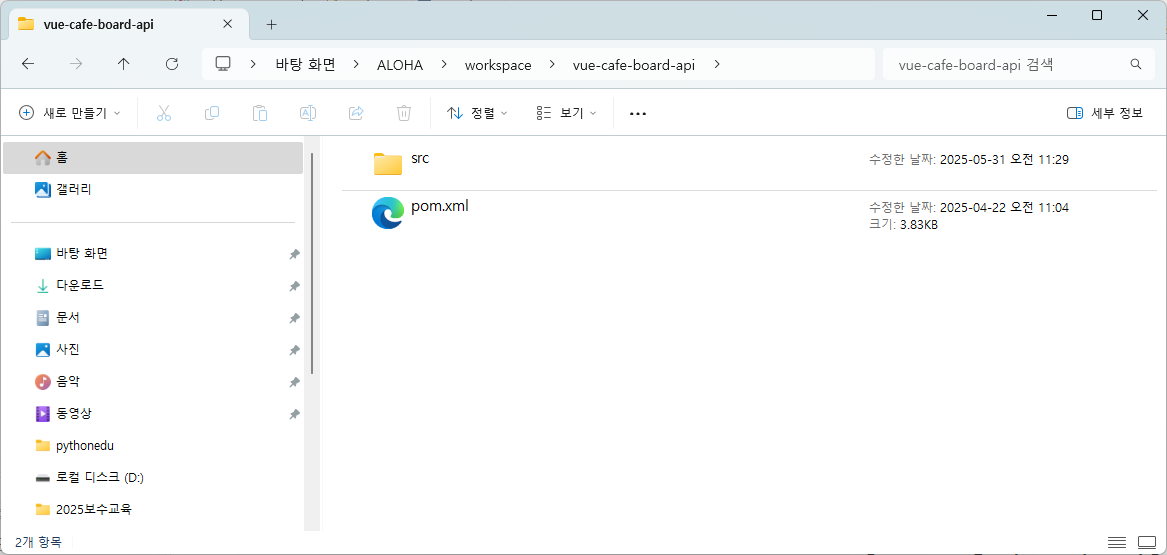 vue-cafe-board-api
바탕 화면 ALOHA workspace vue-cafe-board-api
vue-cafe-board-api 검색
새로 만들기 정렬 보기 세부 정보
홈
갤러리
바탕 화면
다운로드
문서
사진
음악
동영상
pythonedu
로컬 디스크 (D:)
2025보수교육
src
수정한 날짜: 2025-05-31 오전 11:29
pom.xml
수정한 날짜: 2025-04-22 오전 11:04
크기: 3.83KB
2개 항목